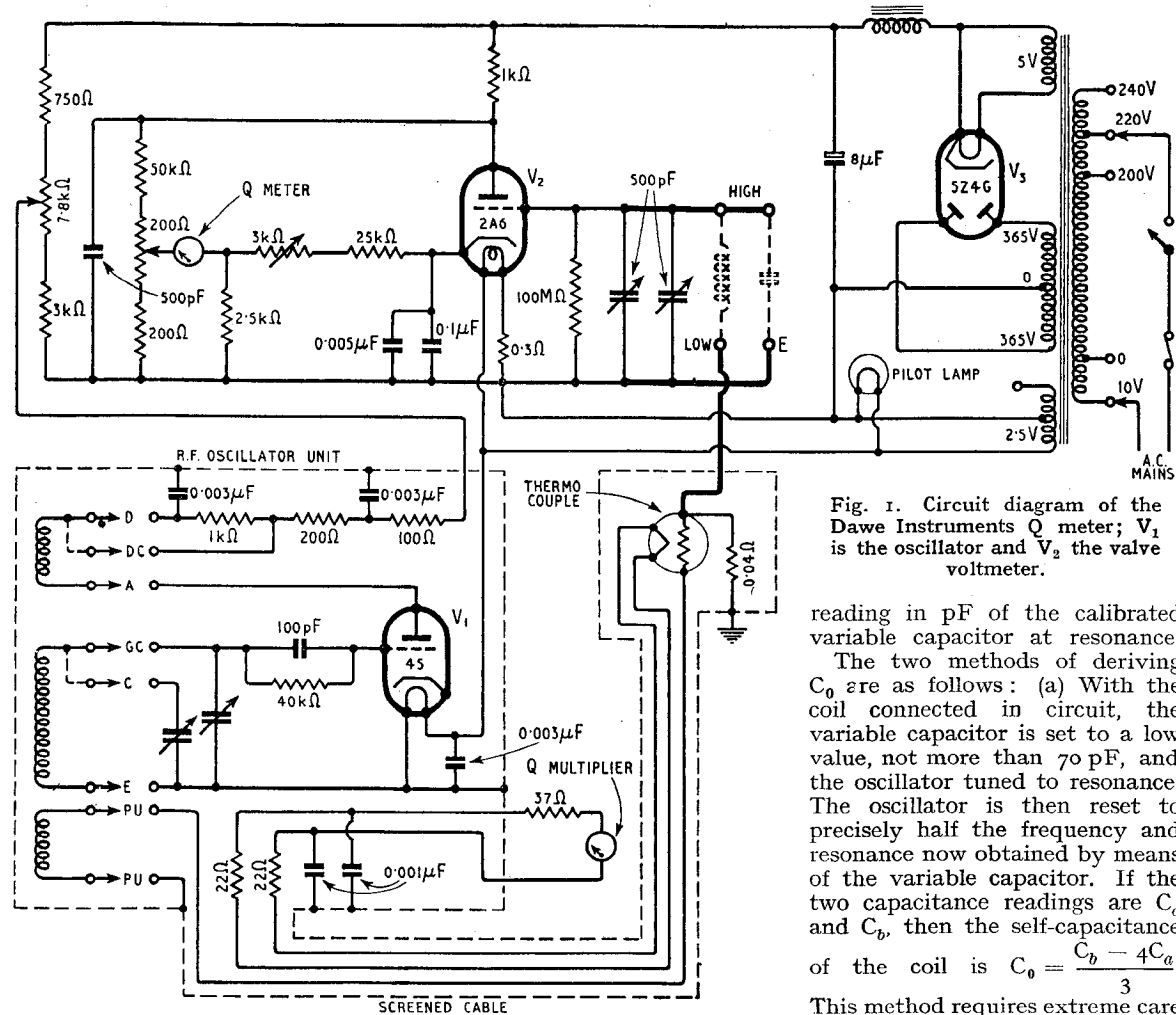 1kΩ
5V
240V
220V
200V
750Ω
50kΩ
Q METER
V2
2A6
500pF
HIGH
8μF
5Z4G
V3
7·8kΩ
200Ω
3kΩ
25kΩ
365V
0
365V
500pF
3kΩ
200Ω
2·5kΩ
0·005μF
0·1μF
0·3Ω
100MΩ
LOW
E
PILOT LAMP
0
10V
2·5V
A.C.
MAINS
R.F. OSCILLATOR UNIT
0·003μF
0·003μF
D
1kΩ
200Ω
100Ω
DC
A
THERMO
COUPLE
0·04Ω
V1
45
100pF
GC
40kΩ
C
0·003μF
E
Q MULTIPLIER
PU
37Ω
22Ω
22Ω
0·001μF
PU
SCREENED CABLE
Fig. 1. Circuit diagram of the
Dawe Instruments Q meter; V1
is the oscillator and V2 the valve
voltmeter.
reading in pF of the calibrated
variable capacitor at resonance
The two methods of deriving
C0 are as follows: (a) With the
coil connected in circuit, the
variable capacitor is set to a low
value, not more than 70 pF, and
the oscillator tuned to resonance
The oscillator is then reset to
precisely half the frequency and
resonance now obtained by means
of the variable capacitor. If the
two capacitance readings are Ca
and Cb, then the self-capacitance
of the coil is C0 = (Cb − 4Ca) / 3
This method requires extreme care